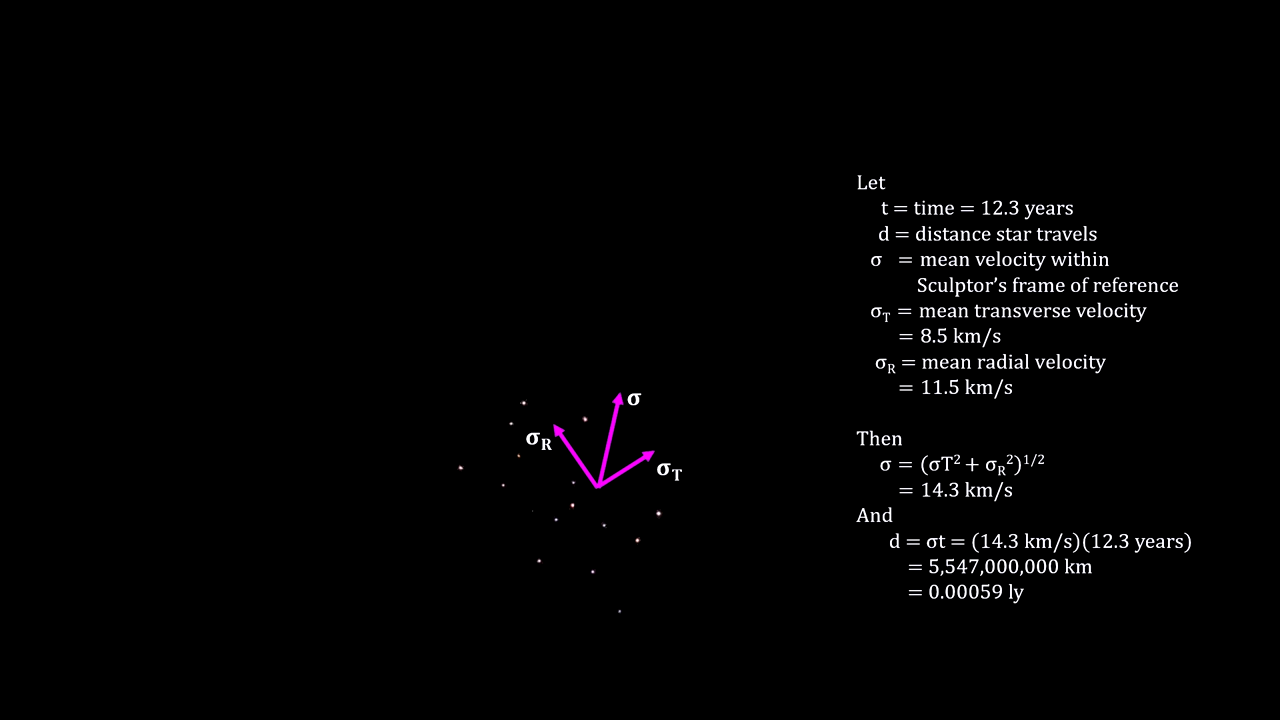 Let
t = time = 12.3 years
d = distance star travels
σ = mean velocity within
Sculptor’s frame of reference
σT = mean transverse velocity
= 8.5 km/s
σR = mean radial velocity
= 11.5 km/s
Then
σ = (σT² + σR²)^1/2
= 14.3 km/s
And
d = σt = (14.3 km/s)(12.3 years)
= 5,547,000,000 km
= 0.00059 ly
σ
σR
σT